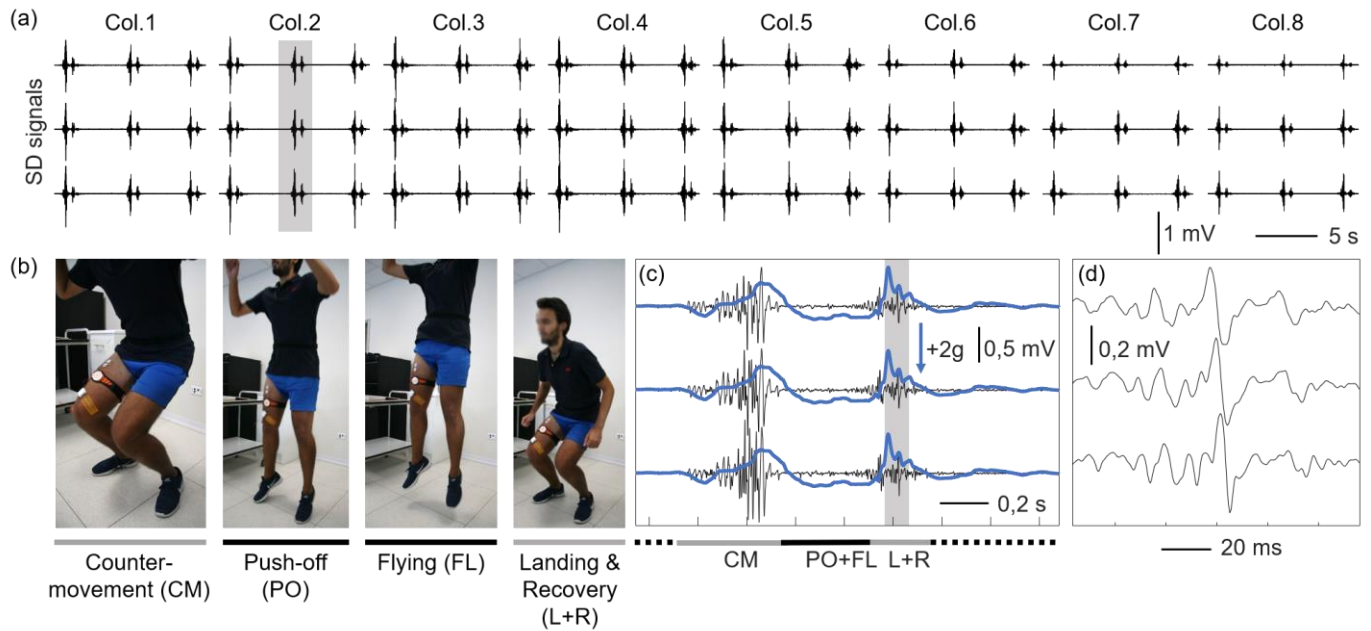 (a)
Col.1 Col.2 Col.3 Col.4 Col.5 Col.6 Col.7 Col.8
SD signals
1 mV 5 s
(b)
(c)
(d)
+2g 0,5 mV
0,2 mV
0,2 s
CM PO+FL L+R
20 ms
Counter-
movement (CM)
Push-off
(PO)
Flying (FL)
Landing &
Recovery
(L+R)